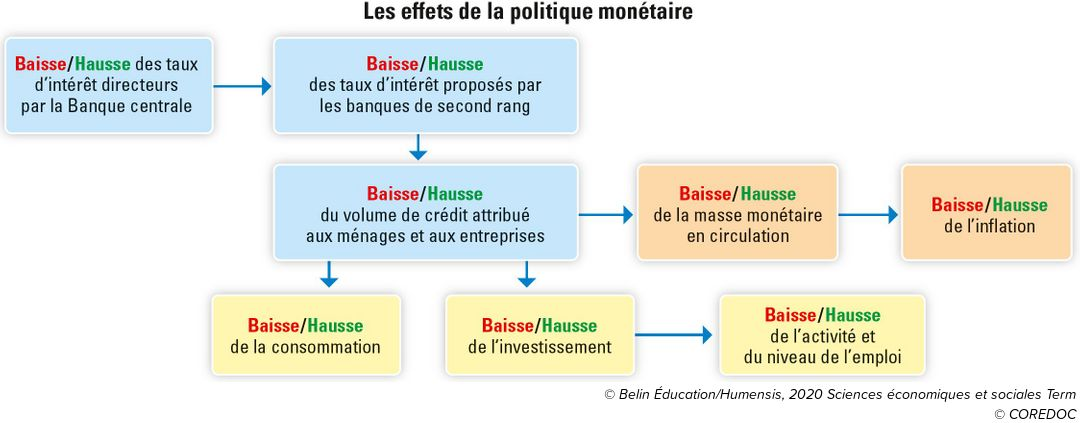 Les effets de la politique monétaire
Baisse/Hausse des taux
d'intérêt directeurs
par la Banque centrale
Baisse/Hausse
des taux d'intérêt proposés par
les banques de second rang
Baisse/Hausse
du volume de crédit attribué
aux ménages et aux entreprises
Baisse/Hausse
de la masse monétaire
en circulation
Baisse/Hausse
de l'inflation
Baisse/Hausse
de la consommation
Baisse/Hausse
de l'investissement
Baisse/Hausse
de l'activité et
du niveau de l'emploi
© Belin Éducation/Humensis, 2020 Sciences économiques et sociales Term
© COREDOC